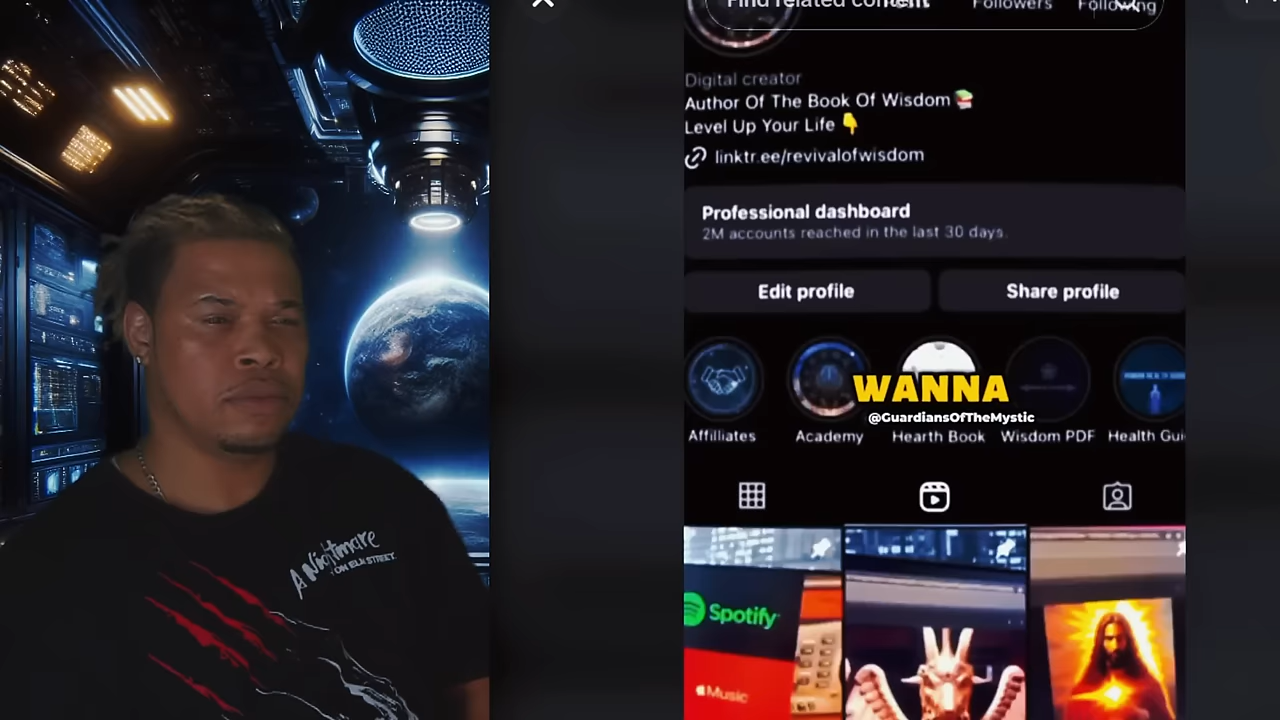 Find related content
Followers
Following
Digital creator
Author Of The Book Of Wisdom
Level Up Your Life
linktr.ee/revivalofwisdom
Professional dashboard
2M accounts reached in the last 30 days.
Edit profile
Share profile
WANNA
@GuardiansOfTheMystic
Affilliates
Academy
Hearth Book
Wisdom PDF
Health Gui
A Nightmare
ON ELM STREET
Spotify
Music